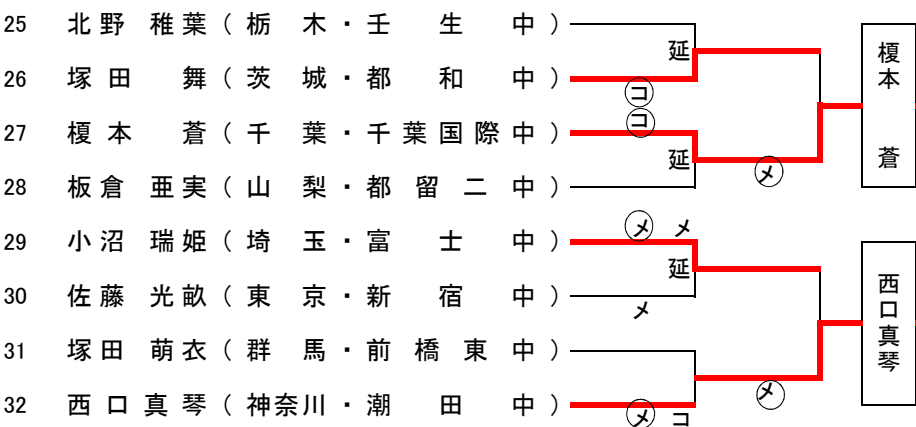 25 北野 稚葉（栃 木・壬 生 中）
延
26 塚田 舞（茨 城・都 和 中）
コ
榎本 蒼
コ
27 榎本 蒼（千 葉・千葉国際中）
延
メ
28 板倉 亜実（山 梨・都留二中）
メ メ
29 小沼 瑞姫（埼 玉・富 士 中）
延
30 佐藤 光畝（東 京・新 宿 中）
メ
西口真琴
31 塚田 萌衣（群 馬・前橋東中）
メ
32 西口真琴（神奈川・潮 田 中）
メ コ